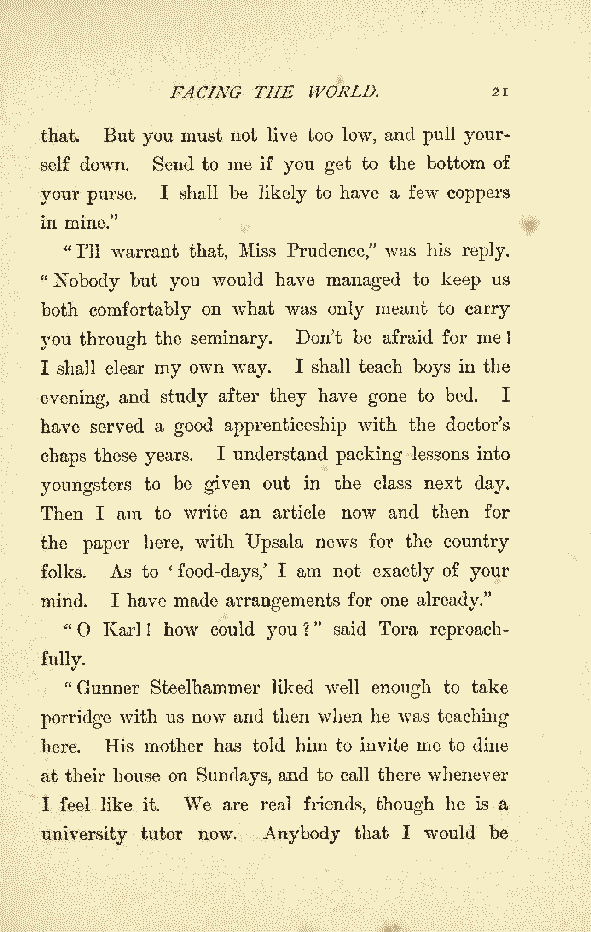 FACING THE WORLD. 21
that. But you must not live too low, and pull your-
self down. Send to me if you get to the bottom of
your purse. I shall be likely to have a few coppers
in mine."
"I'll warrant that, Miss Prudence," was his reply.
"Nobody but you would have managed to keep us
both comfortably on what was only meant to carry
you through the seminary. Don't be afraid for me!
I shall clear my own way. I shall teach boys in the
evening, and study after they have gone to bed. I
have served a good apprenticeship with the doctor's
chaps these years. I understand packing lessons into
youngsters to be given out in the class next day.
Then I am to write an article now and then for
the paper here, with Upsala news for the country
folks. As to 'food-days,' I am not exactly of your
mind. I have made arrangements for one already."
"O Karl! how could you?" said Tora reproach-
fully.
"Gunner Steelhammer liked well enough to take
porridge with us now and then when he was teaching
here. His mother has told him to invite me to dine
at their house on Sundays, and to call there whenever
I feel like it. We are real friends, though he is a
university tutor now. Anybody that I would be